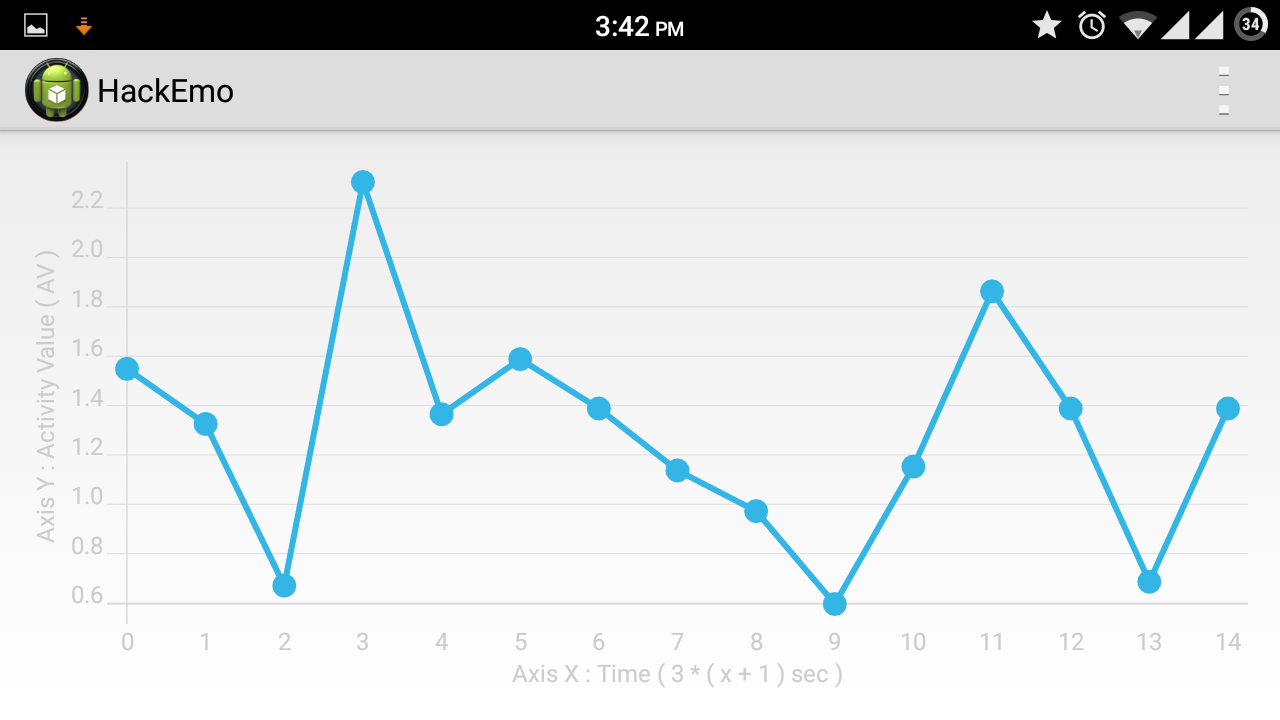 3:42 PM
34
HackEmo
2.2
2.0
1.8
1.6
1.4
1.2
1.0
0.8
0.6
Axis Y : Activity Value ( AV )
0 1 2 3 4 5 6 7 8 9 10 11 12 13 14
Axis X : Time ( 3 * ( x + 1 ) sec )